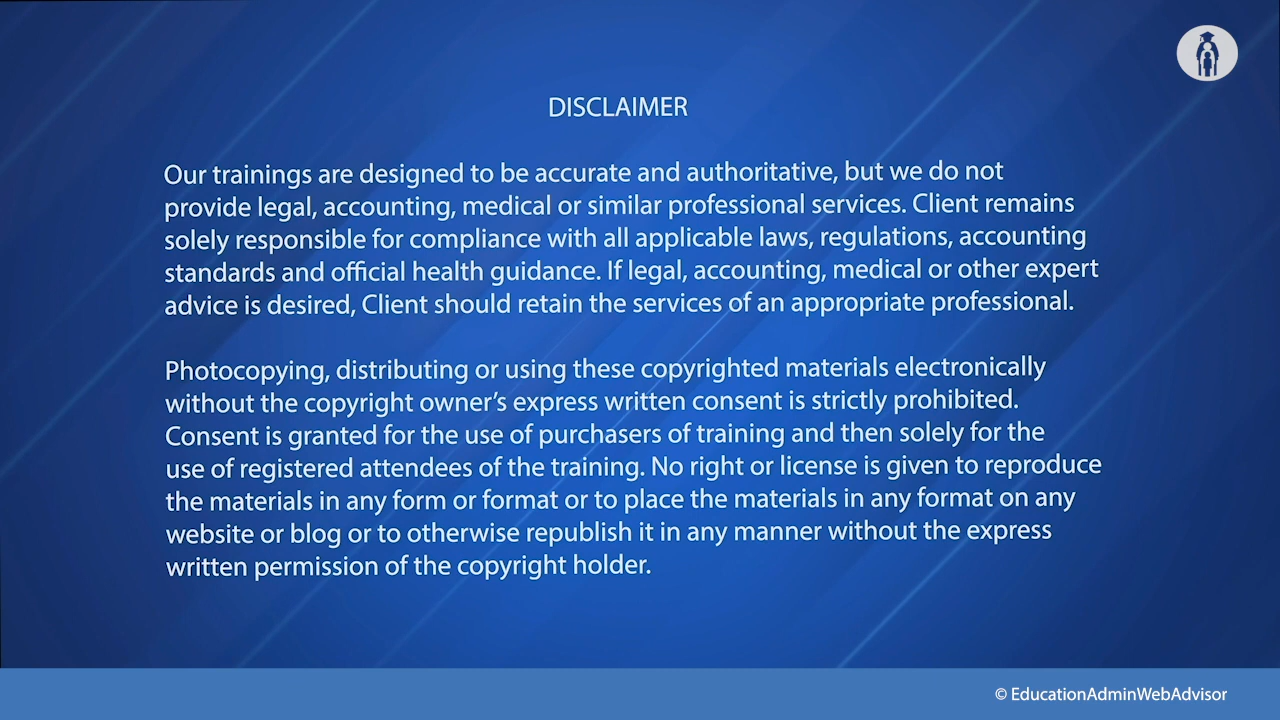 DISCLAIMER
Our trainings are designed to be accurate and authoritative, but we do not
provide legal, accounting, medical or similar professional services. Client remains
solely responsible for compliance with all applicable laws, regulations, accounting
standards and official health guidance. If legal, accounting, medical or other expert
advice is desired, Client should retain the services of an appropriate professional.
Photocopying, distributing or using these copyrighted materials electronically
without the copyright owner’s express written consent is strictly prohibited.
Consent is granted for the use of purchasers of training and then solely for the
use of registered attendees of the training. No right or license is given to reproduce
the materials in any form or format or to place the materials in any format on any
website or blog or to otherwise republish it in any manner without the express
written permission of the copyright holder.
© EducationAdminWebAdvisor